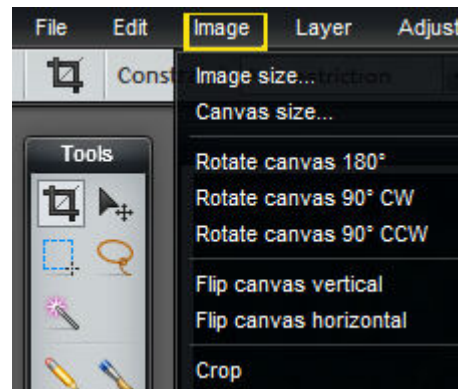 File Edit Image Layer Adjust
Const
Image size...
Canvas size...
Tools
Rotate canvas 180°
Rotate canvas 90° CW
Rotate canvas 90° CCW
Flip canvas vertical
Flip canvas horizontal
Crop